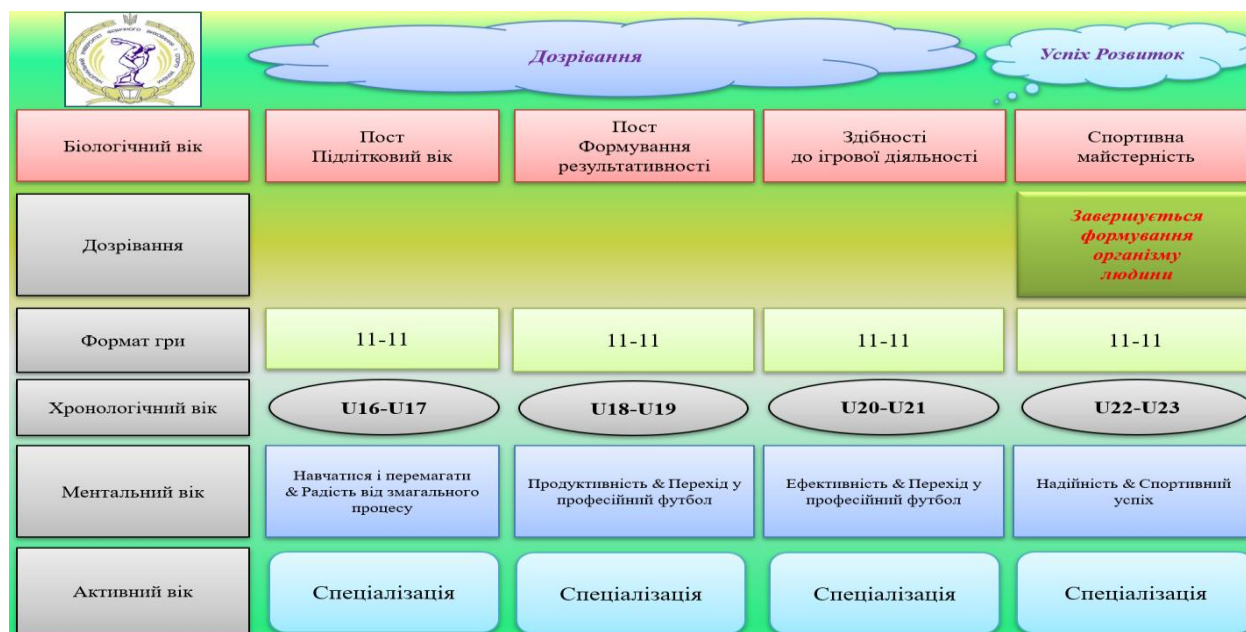 Дозрівання
Успіх Розвиток
Біологічний вік
Пост
Підлітковий вік
Пост
Формування
результативності
Здібності
до ігрової діяльності
Спортивна
майстерність
Дозрівання
Завершується
формування
організму
людини
Формат гри
11-11
11-11
11-11
11-11
Хронологічний вік
U16-U17
U18-U19
U20-U21
U22-U23
Ментальний вік
Навчатися і перемагати
& Радість від змагального
процесу
Продуктивність & Перехід у
професійний футбол
Ефективність & Перехід у
професійний футбол
Надійність & Спортивний
успіх
Активний вік
Спеціалізація
Спеціалізація
Спеціалізація
Спеціалізація